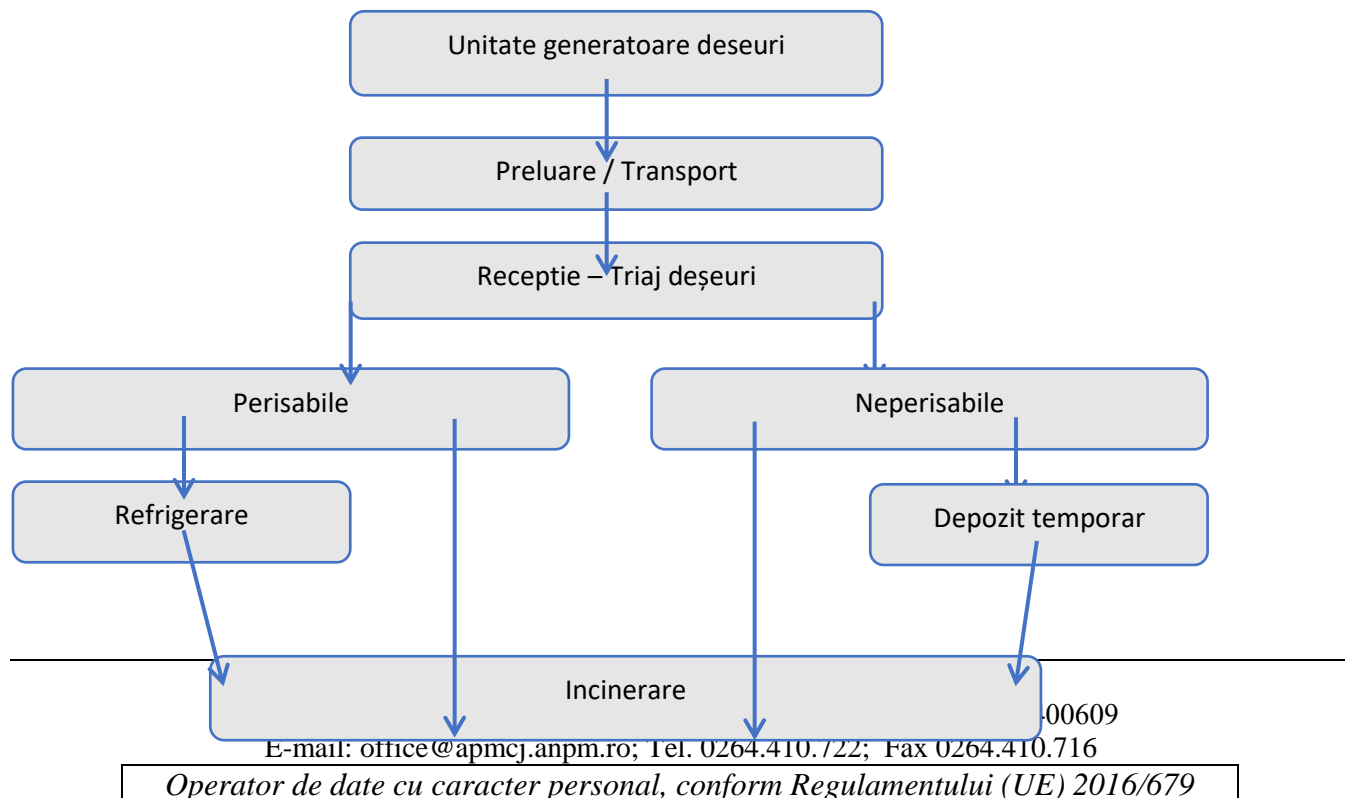 Unitate generatoare deseuri
Preluare / Transport
Receptie – Triaj deșeuri
Perisabile
Neperisabile
Refrigerare
Depozit temporar
Incinerare
-00609
E-mail: office@apmcj.anpm.ro; Tel. 0264.410.722; Fax 0264.410.716
Operator de date cu caracter personal, conform Regulamentului (UE) 2016/679